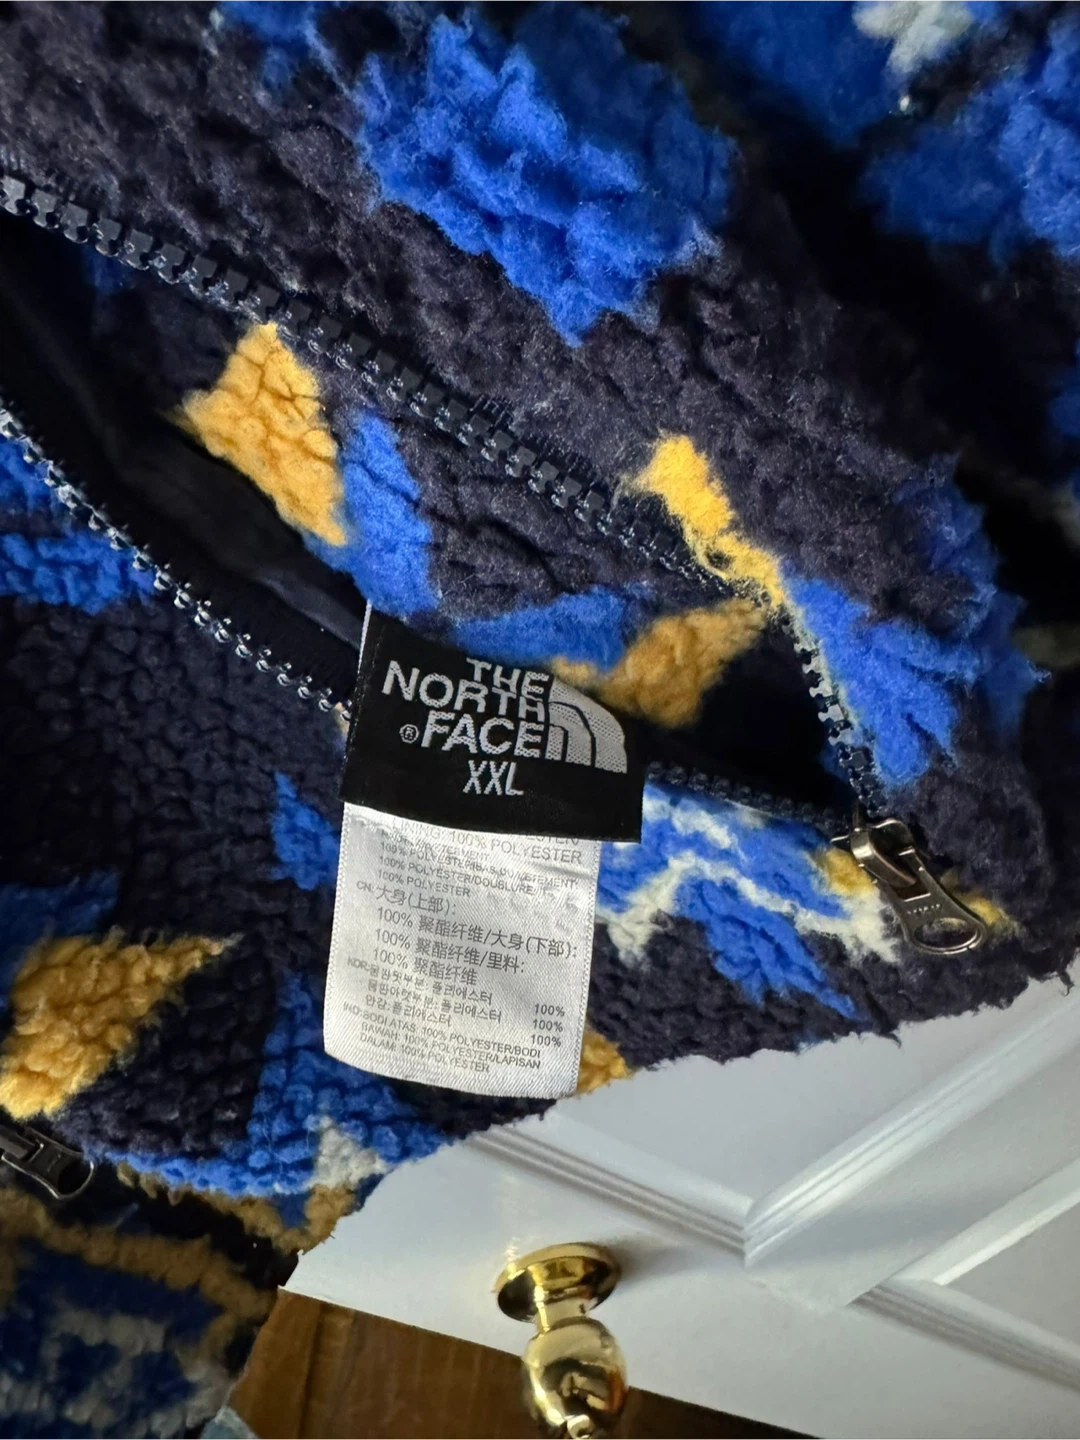 THE
NORTH
FACE
®
XXL
100% POLYESTER
100% POLYESTER
100% POLYESTER/DOUBLURE:
100% POLYESTER
CN: 大身(上部):
100% 聚酯纤维/大身(下部):
100% 聚酯纤维/里料:
100% 聚酯纤维
폴리에스터 100%
폴리에스터 100%
안감: 폴리에스터 100%
IND:BODI ATAS: 100% POLYESTER/BODI
BAWAH: 100% POLYESTER/LAPISAN
DALAM: 100% POLYESTER